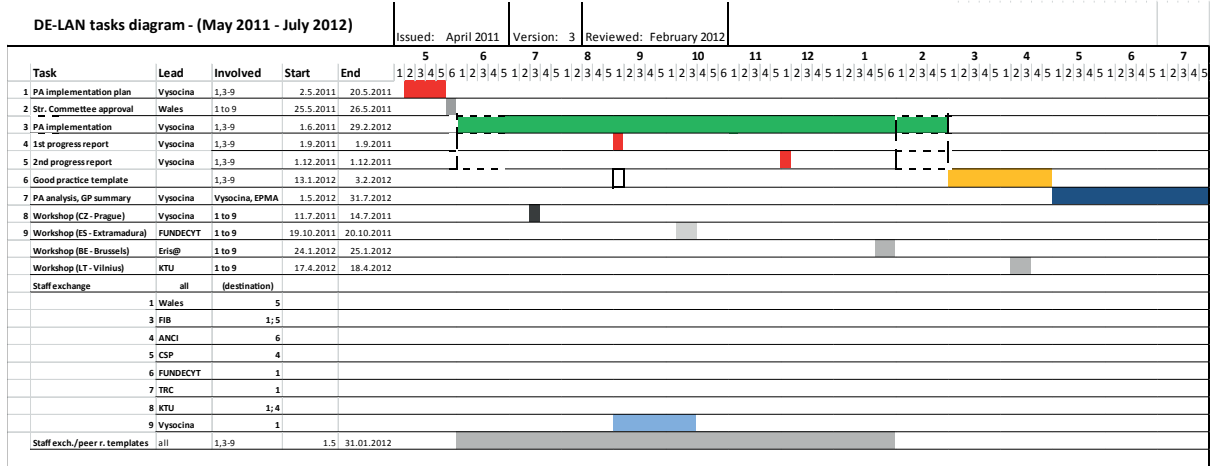 DE-LAN tasks diagram - (May 2011 - July 2012)
Issued: April 2011 Version: 3 Reviewed: February 2012
5 6 7 8 9 10 11 12 1 2 3 4 5 6 7
Task Lead Involved Start End 1 2 3 4 5 6 1 2 3 4 5 1 2 3 4 5 1 2 3 4 5 1 2 3 4 5 1 2 3 4 5 1 2 3 4 5 1 2 3 4 5 1 2 3 4 5 6 1 2 3 4 5 1 2 3 4 5 1 2 3 4 5 1 2 3 4 5 1 2 3 4 5 1 2 3 4 5
1 PA implementation plan Vysocina 1,3-9 2.5.2011 20.5.2011
2 Str. Commettee approval Wales 1 to 9 25.5.2011 26.5.2011
3 PA implementation Vysocina 1,3-9 1.6.2011 29.2.2012
4 1st progress report Vysocina 1,3-9 1.9.2011 1.9.2011
5 2nd progress report Vysocina 1,3-9 1.12.2011 1.12.2011
6 Good practice template 1,3-9 13.1.2012 3.2.2012
7 PA analysis, GP summary Vysocina Vysocina, EPMA 1.5.2012 31.7.2012
8 Workshop (CZ - Prague) Vysocina 1 to 9 11.7.2011 14.7.2011
9 Workshop (ES - Extramadura) FUNDECYT 1 to 9 19.10.2011 20.10.2011
Workshop (BE - Brussels) Eris@ 1 to 9 24.1.2012 25.1.2012
Workshop (LT - Vilnius) KTU 1 to 9 17.4.2012 18.4.2012
Staff exchange all (destination)
1 Wales 5
3 FIB 1; 5
4 ANCI 6
5 CSP 4
6 FUNDECYT 1
7 TRC 1
8 KTU 1; 4
9 Vysocina 1
Staff exch./peer r. templates all 1,3-9 1.5 31.01.2012